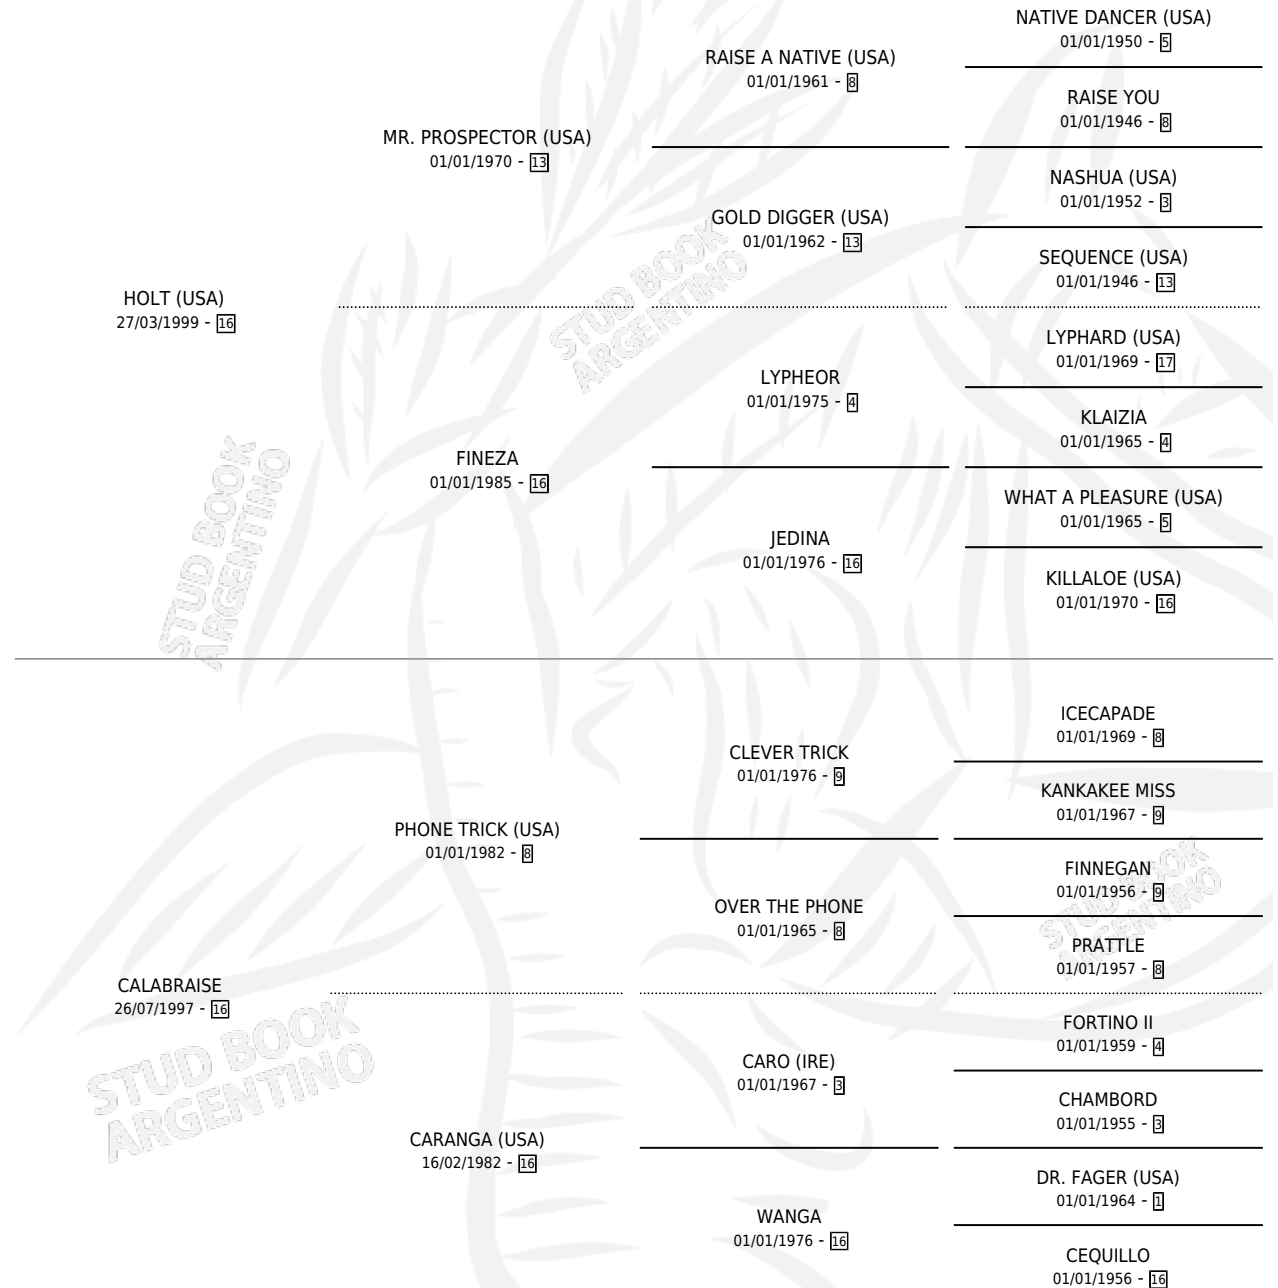 NATIVE DANCER (USA)
01/01/1950 - 5
RAISE A NATIVE (USA)
01/01/1961 - 8
RAISE YOU
01/01/1946 - 8
MR. PROSPECTOR (USA)
01/01/1970 - 13
NASHUA (USA)
01/01/1952 - 3
GOLD DIGGER (USA)
01/01/1962 - 13
SEQUENCE (USA)
01/01/1946 - 13
HOLT (USA)
27/03/1999 - 16
STUD BOOK
ARGENTINO
LYPHARD (USA)
01/01/1969 - 17
LYPHEOR
01/01/1975 - 4
KLAIZIA
01/01/1965 - 4
FINEZA
01/01/1985 - 16
WHAT A PLEASURE (USA)
01/01/1965 - 5
JEDINA
01/01/1976 - 16
KILLALOE (USA)
01/01/1970 - 16
STUD BOOK
ARGENTINO
ICECAPADE
01/01/1969 - 8
CLEVER TRICK
01/01/1976 - 9
KANKAKEE MISS
01/01/1967 - 9
PHONE TRICK (USA)
01/01/1982 - 8
FINNEGAN
01/01/1956 - 9
OVER THE PHONE
01/01/1965 - 8
STUD BOOK
ARGENTINO
PRATTLE
01/01/1957 - 8
CALABRAISE
26/07/1997 - 16
STUD BOOK
ARGENTINO
FORTINO II
01/01/1959 - 4
CARO (IRE)
01/01/1967 - 3
CHAMBORD
01/01/1955 - 3
CARANGA (USA)
16/02/1982 - 16
DR. FAGER (USA)
01/01/1964 - 1
WANGA
01/01/1976 - 16
CEQUILLO
01/01/1956 - 16